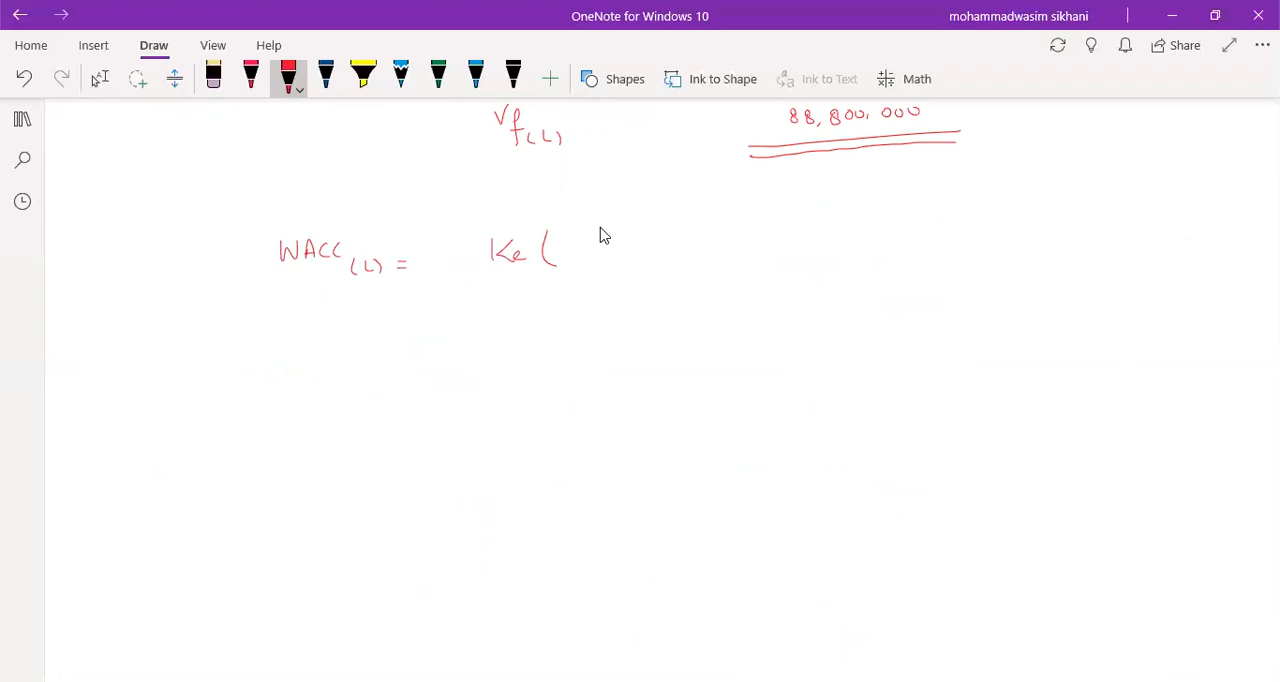 OneNote for Windows 10
mohammadwasim sikhani
Home Insert Draw View Help
Share
Shapes Ink to Shape Ink to Text Math
Vf(L) 88,800,000
WACC(L) = Ke (